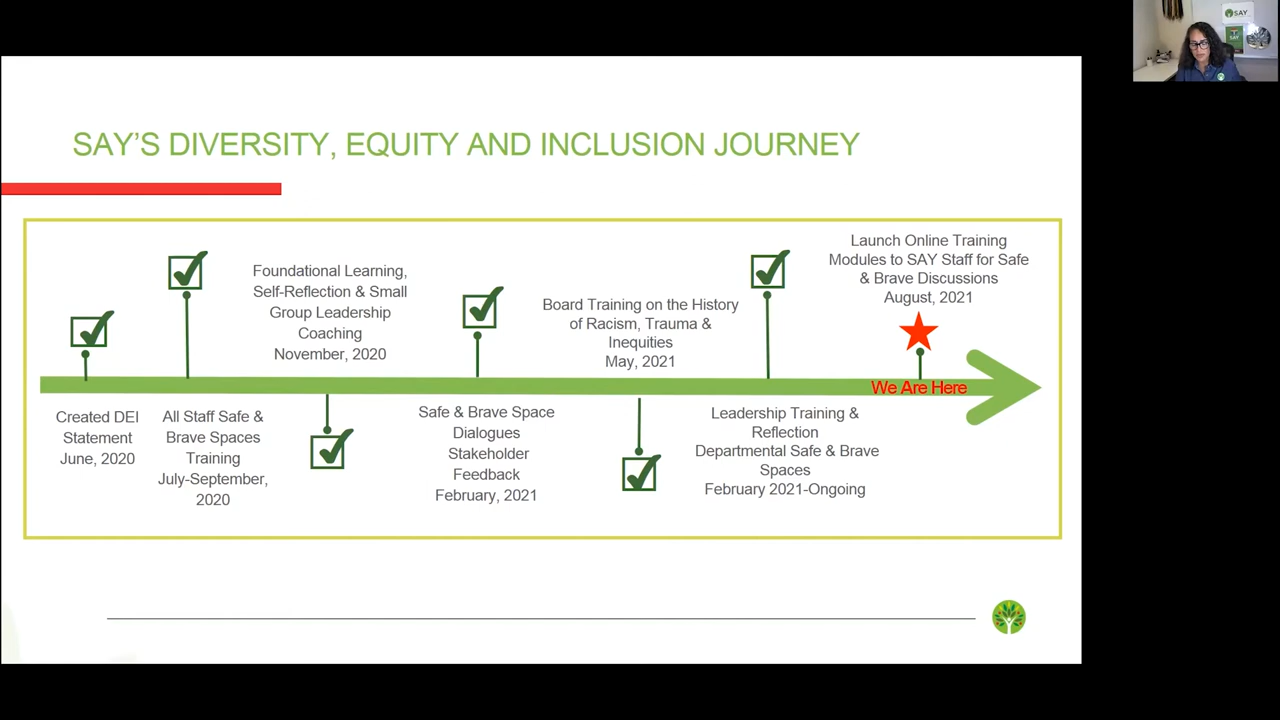 SAY
SAY
SAY'S DIVERSITY, EQUITY AND INCLUSION JOURNEY
Created DEI
Statement
June, 2020
All Staff Safe &
Brave Spaces
Training
July-September,
2020
Foundational Learning,
Self-Reflection & Small
Group Leadership
Coaching
November, 2020
Safe & Brave Space
Dialogues
Stakeholder
Feedback
February, 2021
Board Training on the History
of Racism, Trauma &
Inequities
May, 2021
Leadership Training &
Reflection
Departmental Safe & Brave
Spaces
February 2021-Ongoing
Launch Online Training
Modules to SAY Staff for Safe
& Brave Discussions
August, 2021
We Are Here